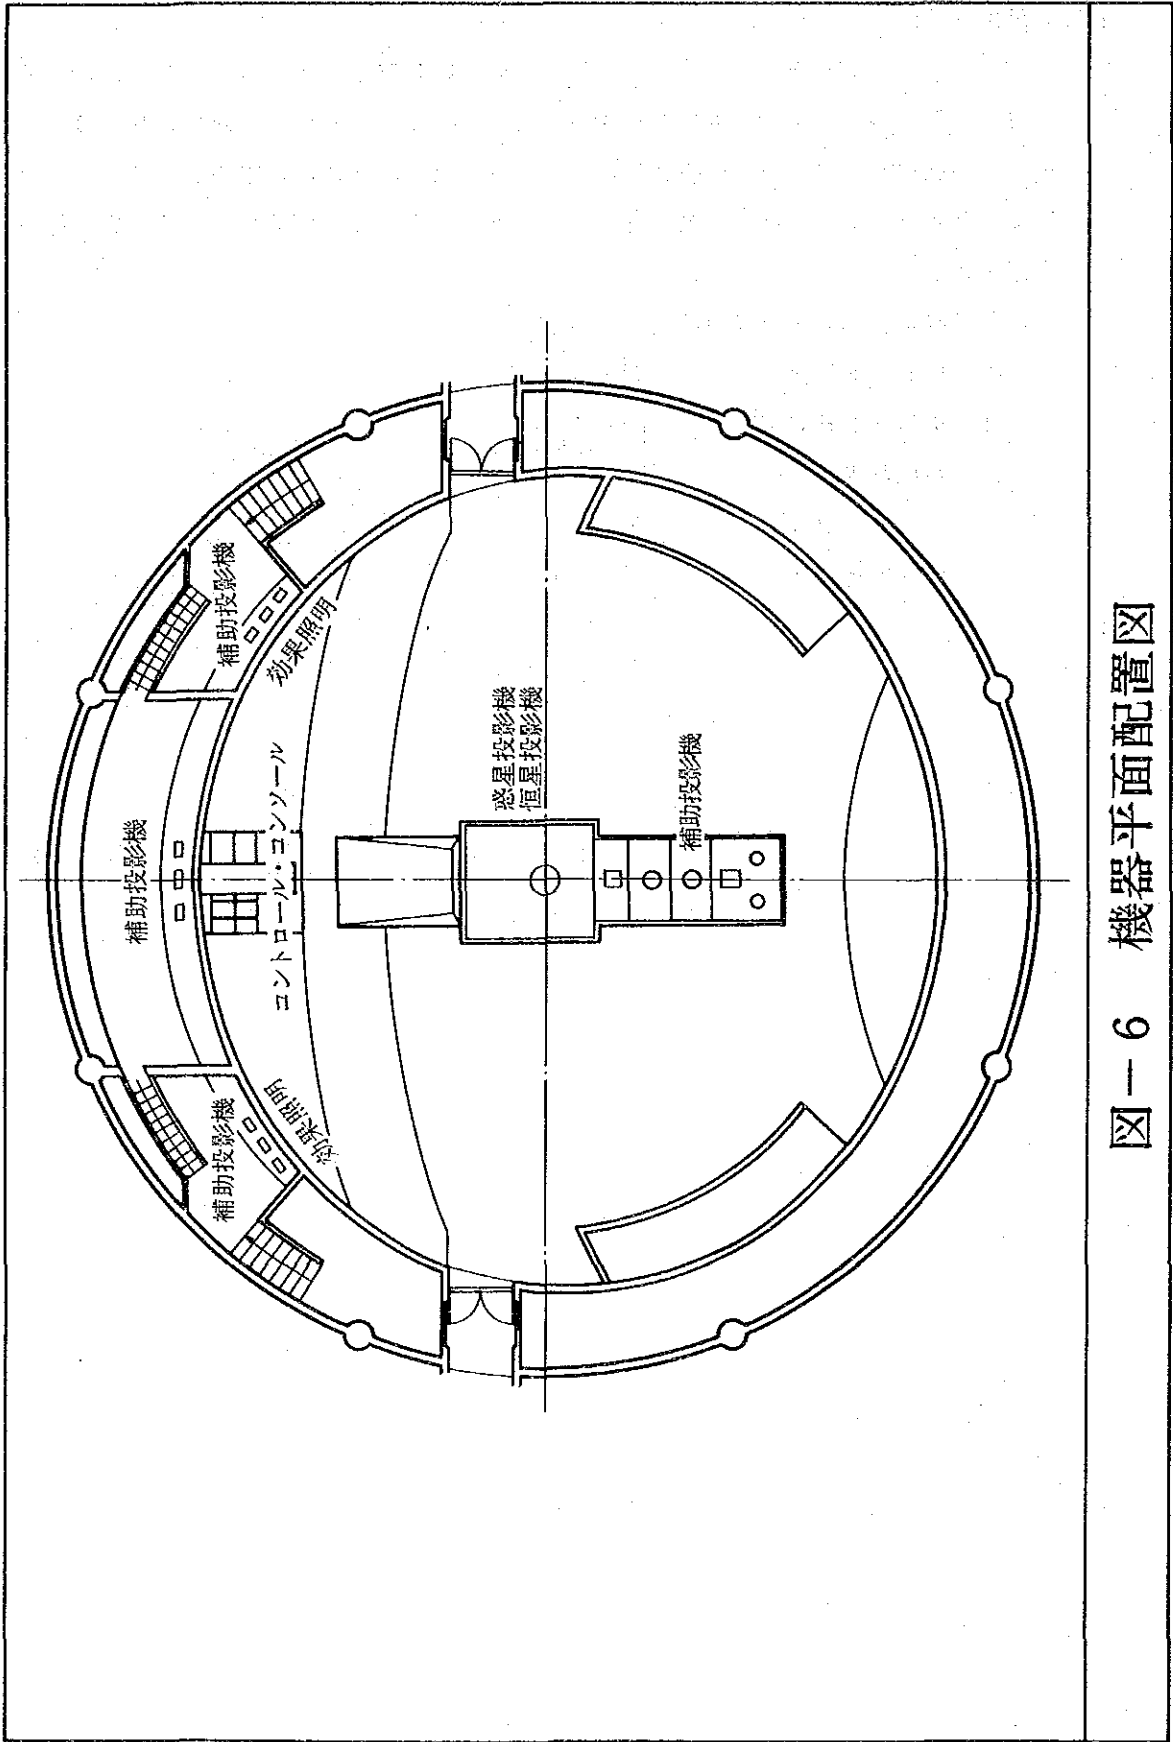 補助投影機
補助投影機
補助投影機
効果照明
効果照明
コントロール・コンソール
惑星投影機
恒星投影機
補助投影機
図－6 機器平面配置図